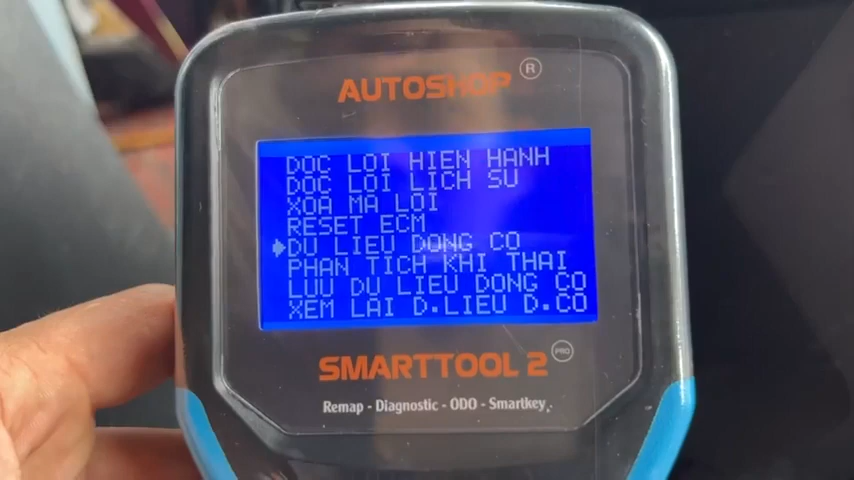 AUTOSHOP ®
DOC LOI HIEN HANH
DOC LOI LICH SU
XOA MA LOI
RESET ECM
DU LIEU DONG CO
PHAN TICH KHI THAI
LUU DU LIEU DONG CO
XEM LAI D.LIEU D.CO
SMARTTOOL 2 PRO
Remap - Diagnostic - ODO - Smartkey